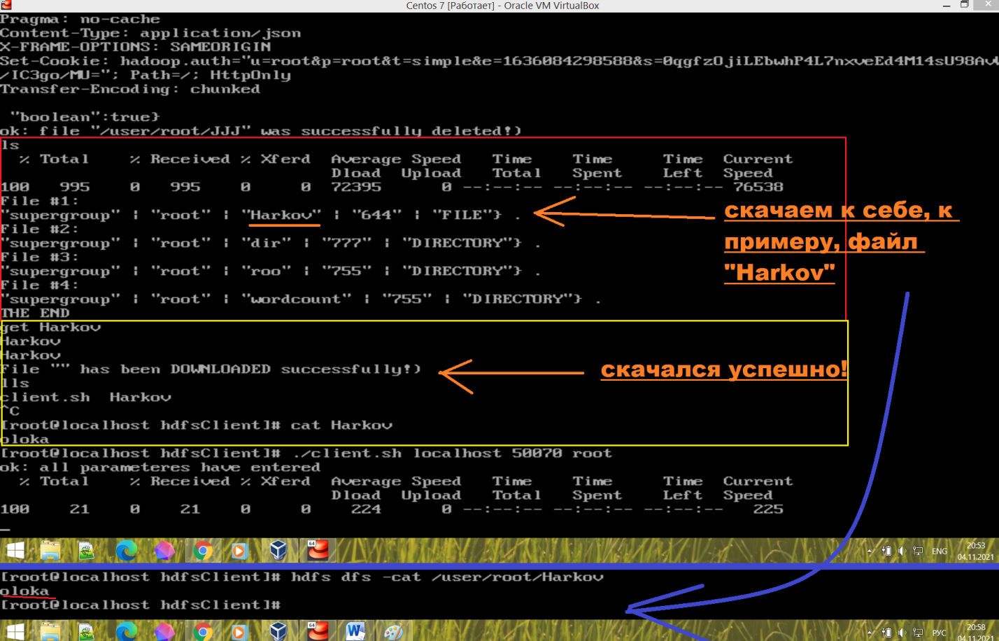 Centos 7 [Работает] - Oracle VM VirtualBox
Pragma: no-cache
Content-Type: application/json
X-FRAME-OPTIONS: SAMEORIGIN
Set-Cookie: hadoop.auth="u=root&p=root&t=simple&e=1636084298588&s=0qgfzOjiLEbwhP4L7nxveEd4M14sU98Avw
/IC3go/MU="; Path=/; HttpOnly
Transfer-Encoding: chunked
"boolean":true}
ok: file "/user/root/JJJ" was successfully deleted!)
ls
% Total % Received % Xferd Average Speed Time Time Time Current
Dload Upload Total Spent Left Speed
100 995 0 995 0 0 72395 0 --:--:-- --:--:-- --:--:-- 76538
File #1:
"supergroup" | "root" | "Harkov" | "644" | "FILE"} .
скачаем к себе, к
File #2:
примеру, файл
"supergroup" | "root" | "dir" | "777" | "DIRECTORY"} .
File #3:
"Harkov"
"supergroup" | "root" | "roo" | "755" | "DIRECTORY"} .
File #4:
"supergroup" | "root" | "wordcount" | "755" | "DIRECTORY"} .
THE END
get Harkov
Harkov
Harkov
File "" has been DOWNLOADED successfully!)
скачался успешно!
lls
client.sh Harkov
^C
[root@localhost hdfsClient]# cat Harkov
oloka
[root@localhost hdfsClient]# ./client.sh localhost 50070 root
ok: all parameteres have entered
% Total % Received % Xferd Average Speed Time Time Time Current
Dload Upload Total Spent Left Speed
100 21 0 21 0 0 224 0 --:--:-- --:--:-- --:--:-- 225
64
ENG
20:53
04.11.2021
[root@localhost hdfsClient]# hdfs dfs -cat /user/root/Harkov
oloka
[root@localhost hdfsClient]#
64
РУС
20:58
04.11.2021